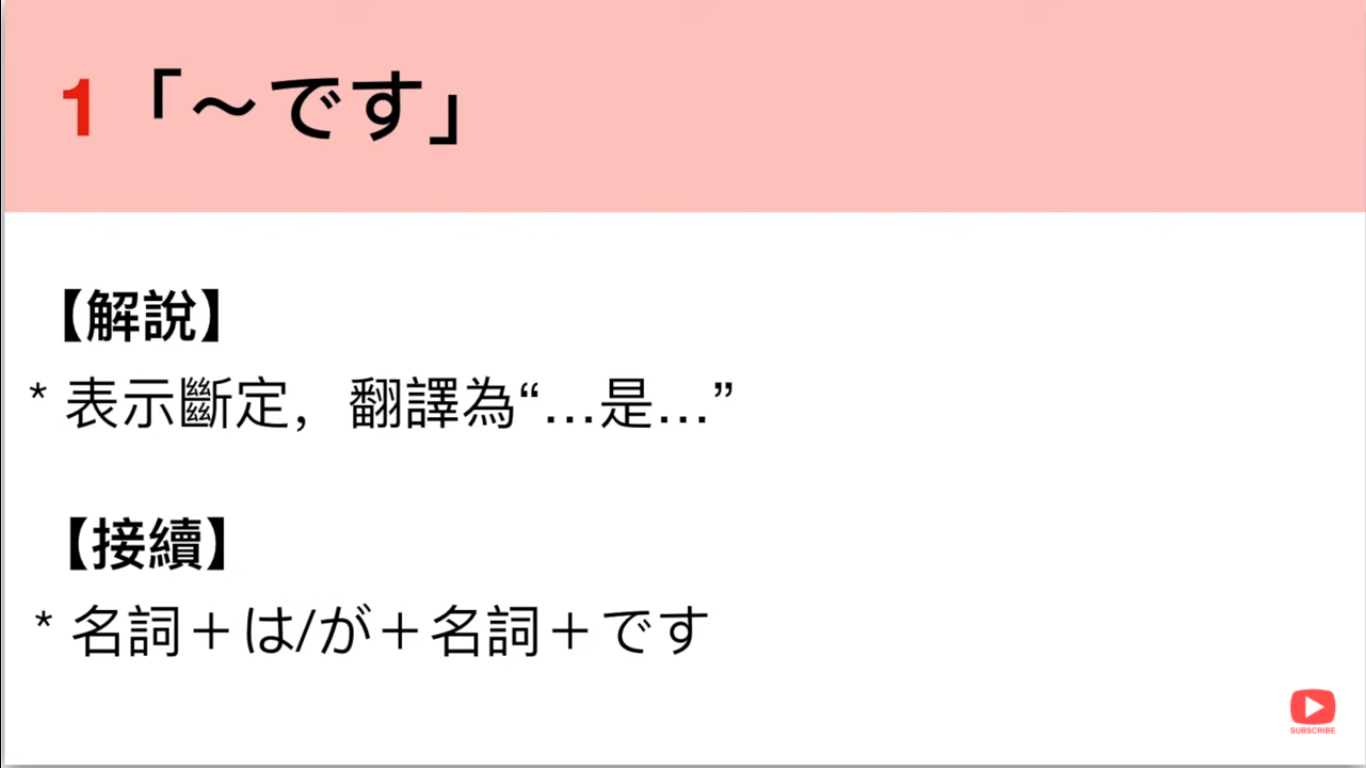 1「～です」
【解說】
* 表示斷定，翻譯為“…是…”
【接續】
* 名詞＋は/が＋名詞＋です
SUBSCRIBE